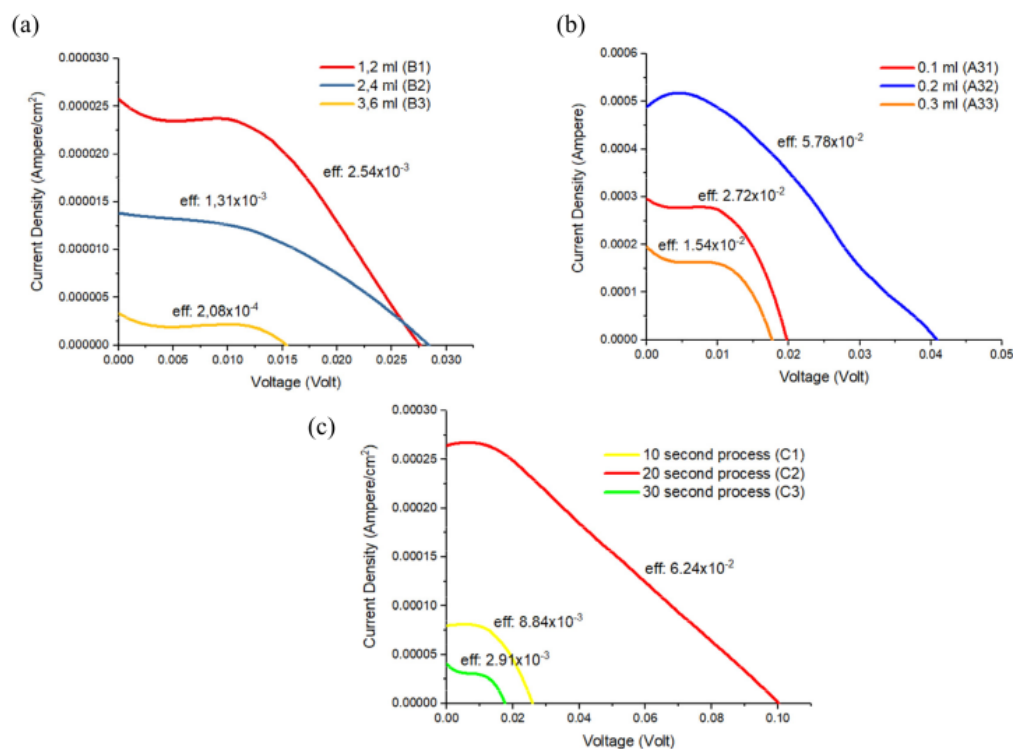 (a)
0.000030
0.000025
0.000020
0.000015
0.000010
0.000005
0.000000
Current Density (Ampere/cm²)
1,2 ml (B1)
2,4 ml (B2)
3,6 ml (B3)
eff: 2.54x10⁻³
eff: 1,31x10⁻³
eff: 2,08x10⁻⁴
0.000 0.005 0.010 0.015 0.020 0.025 0.030
Voltage (Volt)
(b)
0.0006
0.0005
0.0004
0.0003
0.0002
0.0001
0.0000
Current Density (Ampere)
0.1 ml (A31)
0.2 ml (A32)
0.3 ml (A33)
eff: 5.78x10⁻²
eff: 2.72x10⁻²
eff: 1.54x10⁻²
0.00 0.01 0.02 0.03 0.04 0.05
Voltage (Volt)
(c)
0.00030
0.00025
0.00020
0.00015
0.00010
0.00005
0.00000
Current Density (Ampere/cm²)
10 second process (C1)
20 second process (C2)
30 second process (C3)
eff: 6.24x10⁻²
eff: 8.84x10⁻³
eff: 2.91x10⁻³
0.00 0.02 0.04 0.06 0.08 0.10
Voltage (Volt)